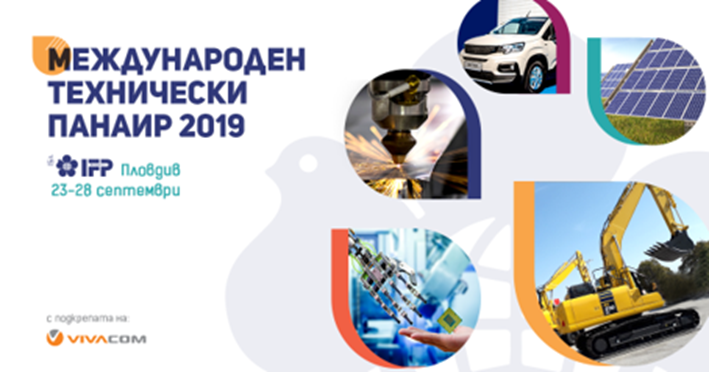 МЕЖДУНАРОДЕН
ТЕХНИЧЕСКИ
ПАНАИР 2019
IFP Пловдив
23-28 септември
с подкрепата на:
VIVACOM